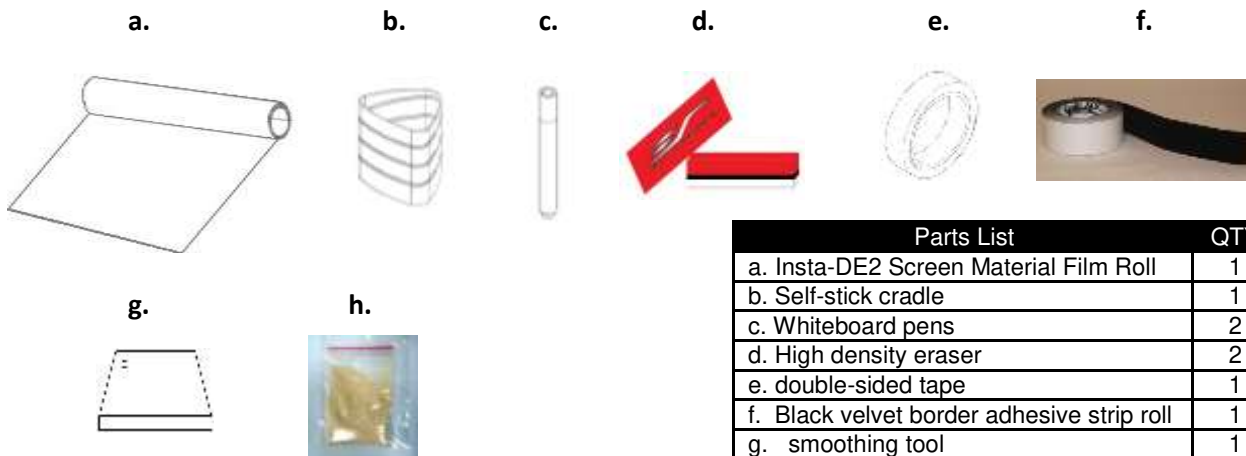 a. b. c. d. e. f.
Parts List QT
a. Insta-DE2 Screen Material Film Roll 1
b. Self-stick cradle 1
c. Whiteboard pens 2
d. High density eraser 2
e. double-sided tape 1
f. Black velvet border adhesive strip roll 1
g. smoothing tool 1
g. h.